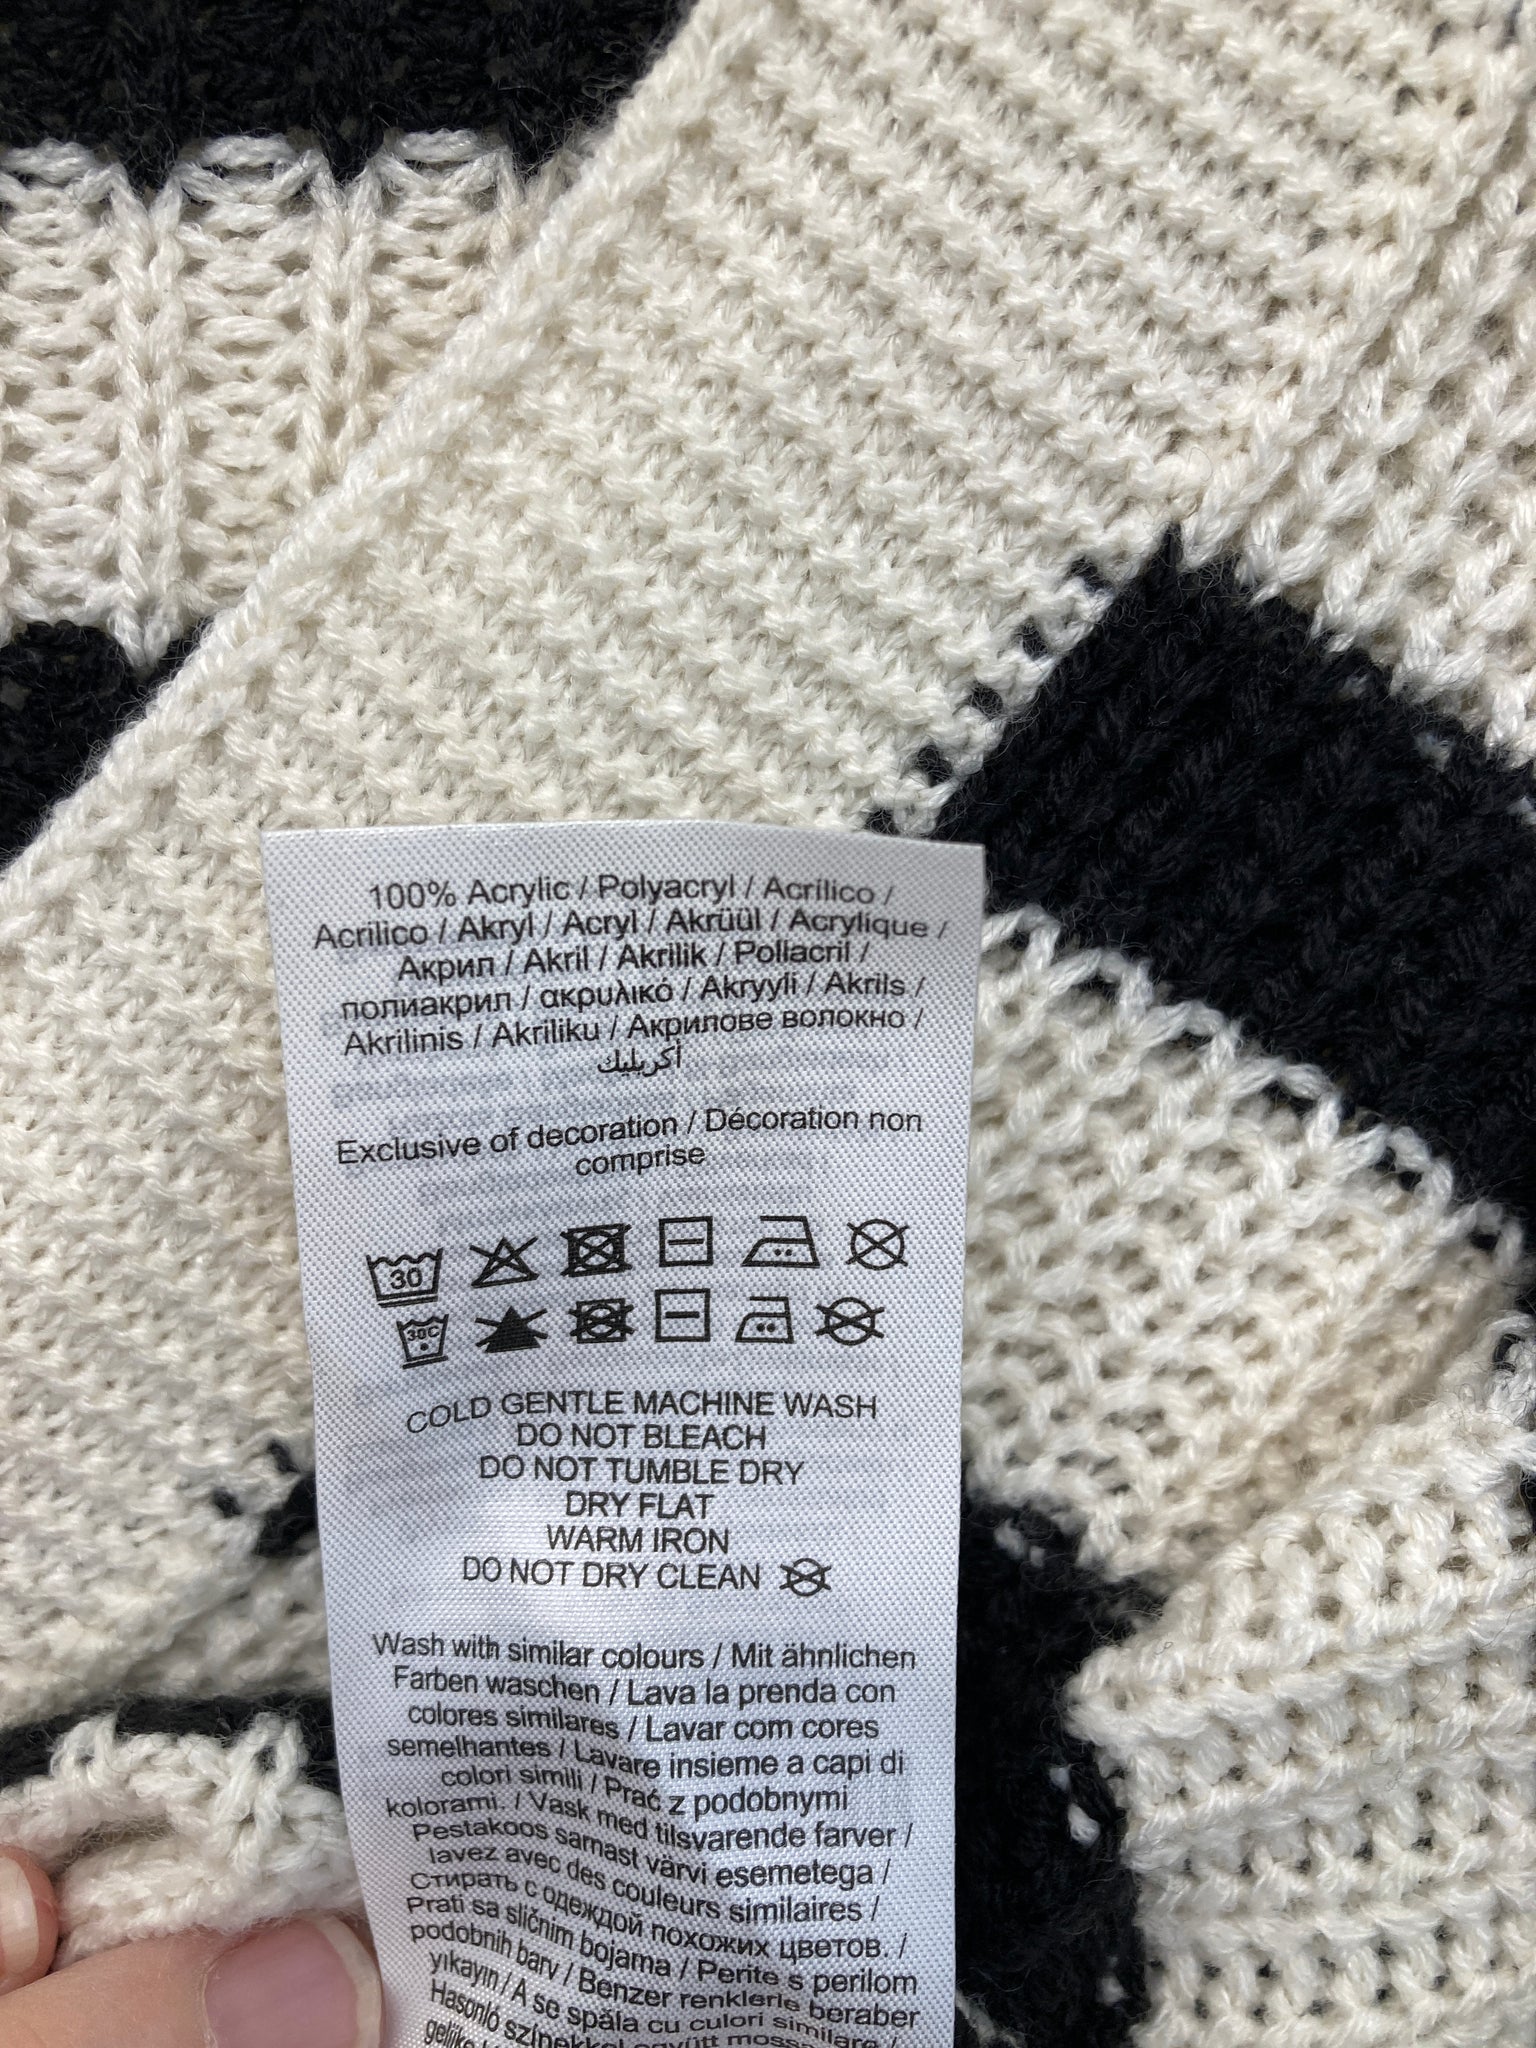 100% Acrylic / Polyacryl / Acrílico /
Acrilico / Akryl / Acryl / Akrüül / Acrylique /
Акрил / Akril / Akrilik / Poliacril /
полиакрил / ακρυλικό / Akryyli / Akrils /
Akrilinis / Akriliku / Акрилове волокно /
أكريليك
Exclusive of decoration / Décoration non
comprise
30
30C
COLD GENTLE MACHINE WASH
DO NOT BLEACH
DO NOT TUMBLE DRY
DRY FLAT
WARM IRON
DO NOT DRY CLEAN
Wash with similar colours / Mit ähnlichen
Farben waschen / Lava la prenda con
colores similares / Lavar com cores
semelhantes / Lavare insieme a capi di
colori simili / Prać z podobnymi
kolorami. / Vask med tilsvarende farver /
Pestakoos samast värvi esemetega /
lavez avec des couleurs similaires /
Стирать с одеждой похожих цветов. /
Prati sa sličnim bojama / Perite s perilom
podobnih barv / Benzer renklerle beraber
yıkayın / A se spăla cu culori similare /
Hasonló színekkel együtt